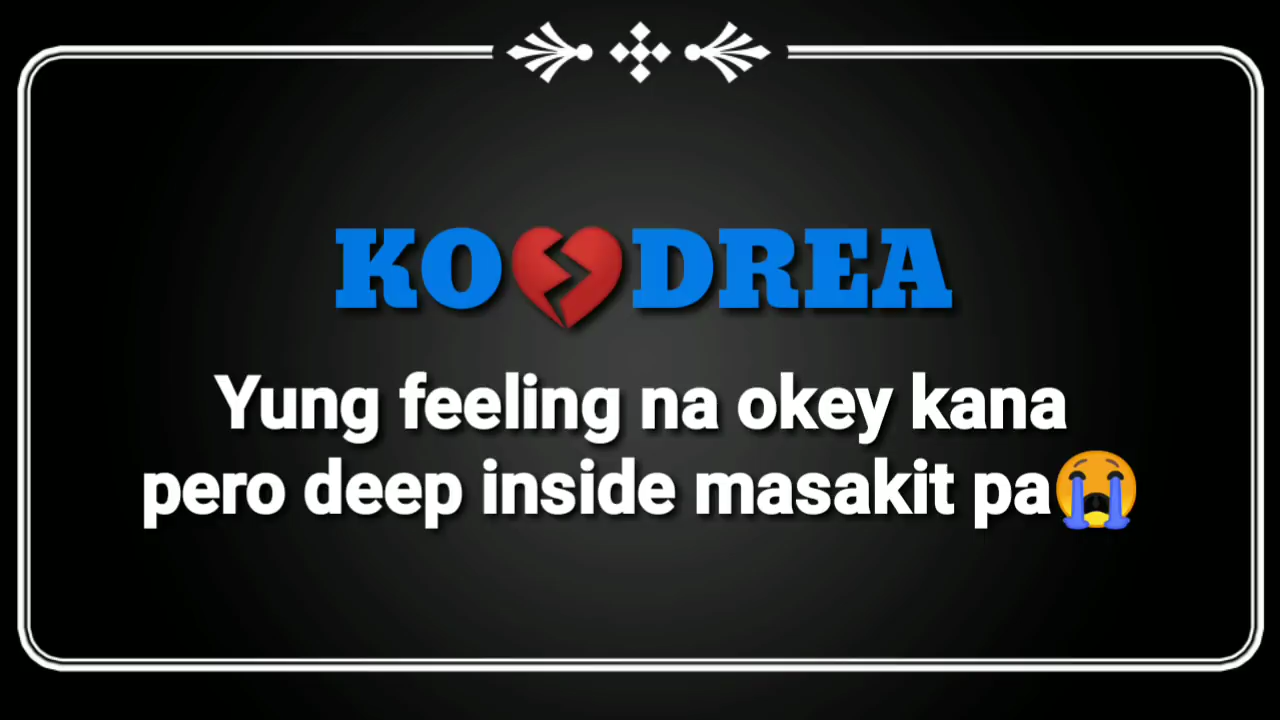 KO💔DREA
Yung feeling na okey kana
pero deep inside masakit pa😭